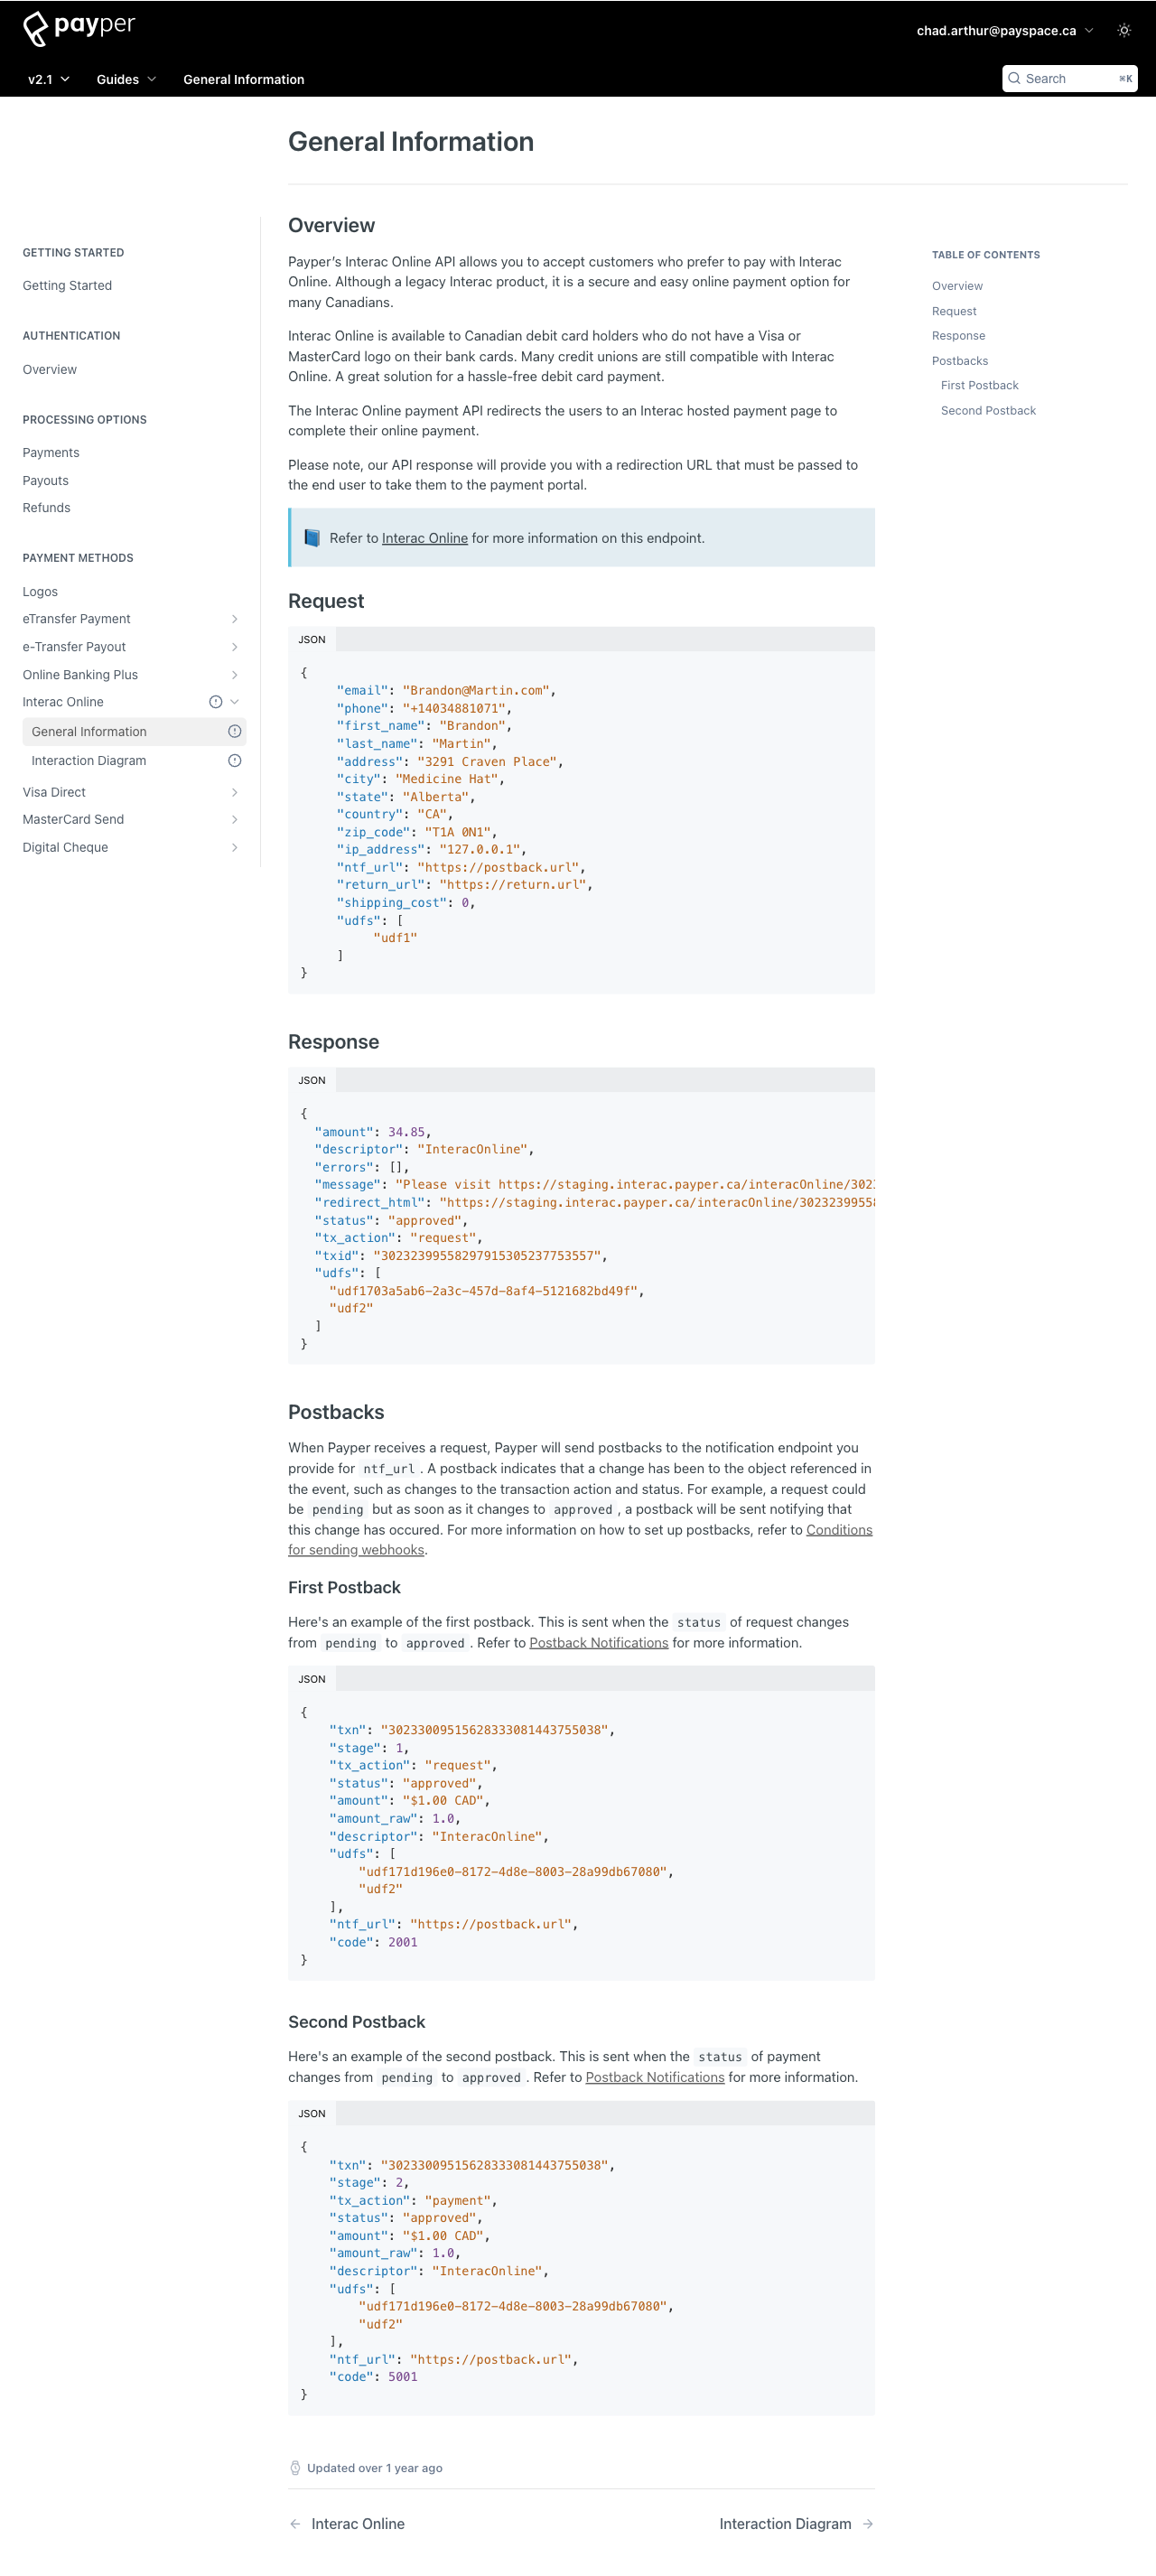 payper
chad.arthur@payspace.ca
v2.1 Guides General Information
Search ⌘K
General Information
GETTING STARTED
Getting Started
AUTHENTICATION
Overview
PROCESSING OPTIONS
Payments
Payouts
Refunds
PAYMENT METHODS
Logos
eTransfer Payment
e-Transfer Payout
Online Banking Plus
Interac Online
General Information
Interaction Diagram
Visa Direct
MasterCard Send
Digital Cheque
Overview
Payper’s Interac Online API allows you to accept customers who prefer to pay with Interac
Online. Although a legacy Interac product, it is a secure and easy online payment option for
many Canadians.
Interac Online is available to Canadian debit card holders who do not have a Visa or
MasterCard logo on their bank cards. Many credit unions are still compatible with Interac
Online. A great solution for a hassle-free debit card payment.
The Interac Online payment API redirects the users to an Interac hosted payment page to
complete their online payment.
Please note, our API response will provide you with a redirection URL that must be passed to
the end user to take them to the payment portal.
Refer to Interac Online for more information on this endpoint.
Request
JSON
{
"email": "Brandon@Martin.com",
"phone": "+14034881071",
"first_name": "Brandon",
"last_name": "Martin",
"address": "3291 Craven Place",
"city": "Medicine Hat",
"state": "Alberta",
"country": "CA",
"zip_code": "T1A 0N1",
"ip_address": "127.0.0.1",
"ntf_url": "https://postback.url",
"return_url": "https://return.url",
"shipping_cost": 0,
"udfs": [
"udf1"
]
}
Response
JSON
{
"amount": 34.85,
"descriptor": "InteracOnline",
"errors": [],
"message": "Please visit https://staging.interac.payper.ca/interacOnline/3023
"redirect_html": "https://staging.interac.payper.ca/interacOnline/30232399558
"status": "approved",
"tx_action": "request",
"txid": "30232399558297915305237753557",
"udfs": [
"udf1703a5ab6-2a3c-457d-8af4-5121682bd49f",
"udf2"
]
}
Postbacks
When Payper receives a request, Payper will send postbacks to the notification endpoint you
provide for ntf_url. A postback indicates that a change has been to the object referenced in
the event, such as changes to the transaction action and status. For example, a request could
be pending but as soon as it changes to approved, a postback will be sent notifying that
this change has occured. For more information on how to set up postbacks, refer to Conditions
for sending webhooks.
First Postback
Here's an example of the first postback. This is sent when the status of request changes
from pending to approved. Refer to Postback Notifications for more information.
JSON
{
"txn": "30233009515628333081443755038",
"stage": 1,
"tx_action": "request",
"status": "approved",
"amount": "$1.00 CAD",
"amount_raw": 1.0,
"descriptor": "InteracOnline",
"udfs": [
"udf171d196e0-8172-4d8e-8003-28a99db67080",
"udf2"
],
"ntf_url": "https://postback.url",
"code": 2001
}
Second Postback
Here's an example of the second postback. This is sent when the status of payment
changes from pending to approved. Refer to Postback Notifications for more information.
JSON
{
"txn": "30233009515628333081443755038",
"stage": 2,
"tx_action": "payment",
"status": "approved",
"amount": "$1.00 CAD",
"amount_raw": 1.0,
"descriptor": "InteracOnline",
"udfs": [
"udf171d196e0-8172-4d8e-8003-28a99db67080",
"udf2"
],
"ntf_url": "https://postback.url",
"code": 5001
}
Updated over 1 year ago
← Interac Online
Interaction Diagram →
TABLE OF CONTENTS
Overview
Request
Response
Postbacks
First Postback
Second Postback